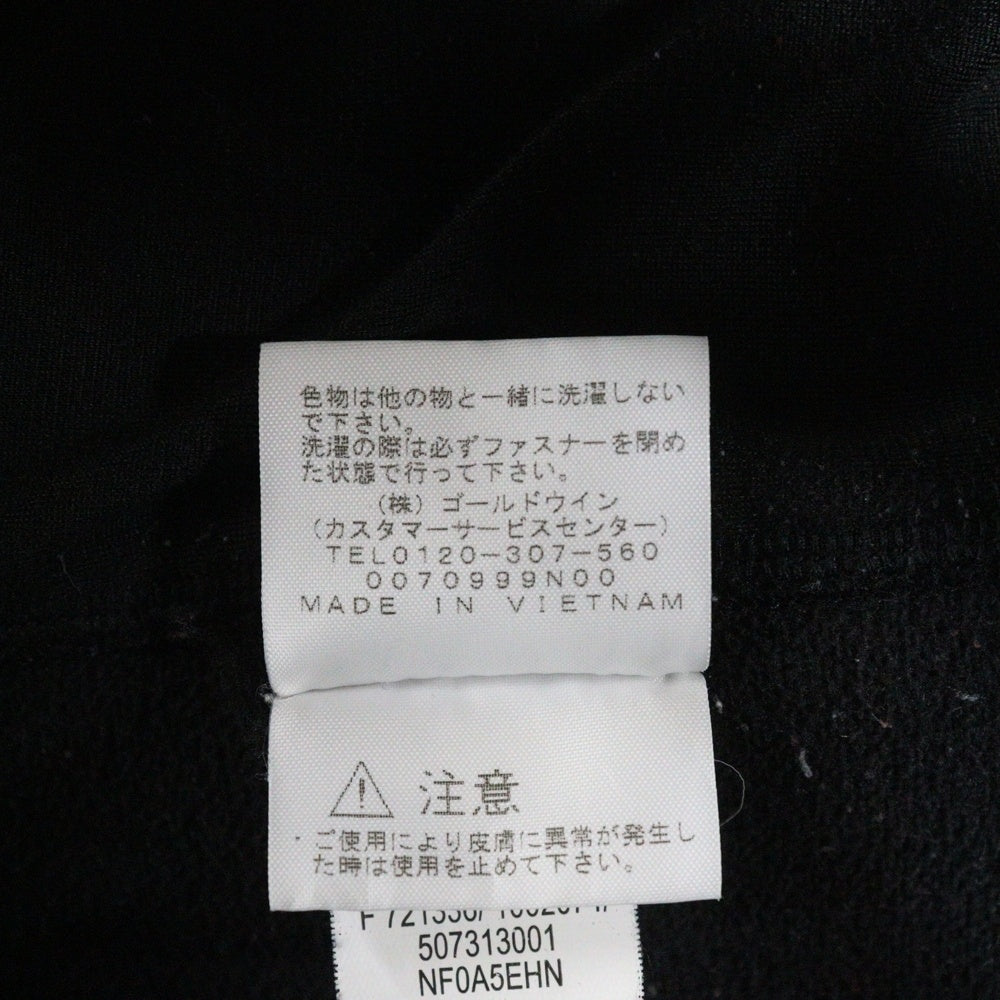 色物は他の物と一緒に洗濯しない
で下さい。
洗濯の際は必ずファスナーを閉め
た状態で行って下さい。
(株)ゴールドウイン
(カスタマーサービスセンター)
TEL0120-307-560
0070999N00
MADE IN VIETNAM
注意
・ご使用により皮膚に異常が発生し
た時は使用を止めて下さい。
507313001
NF0A5EHN